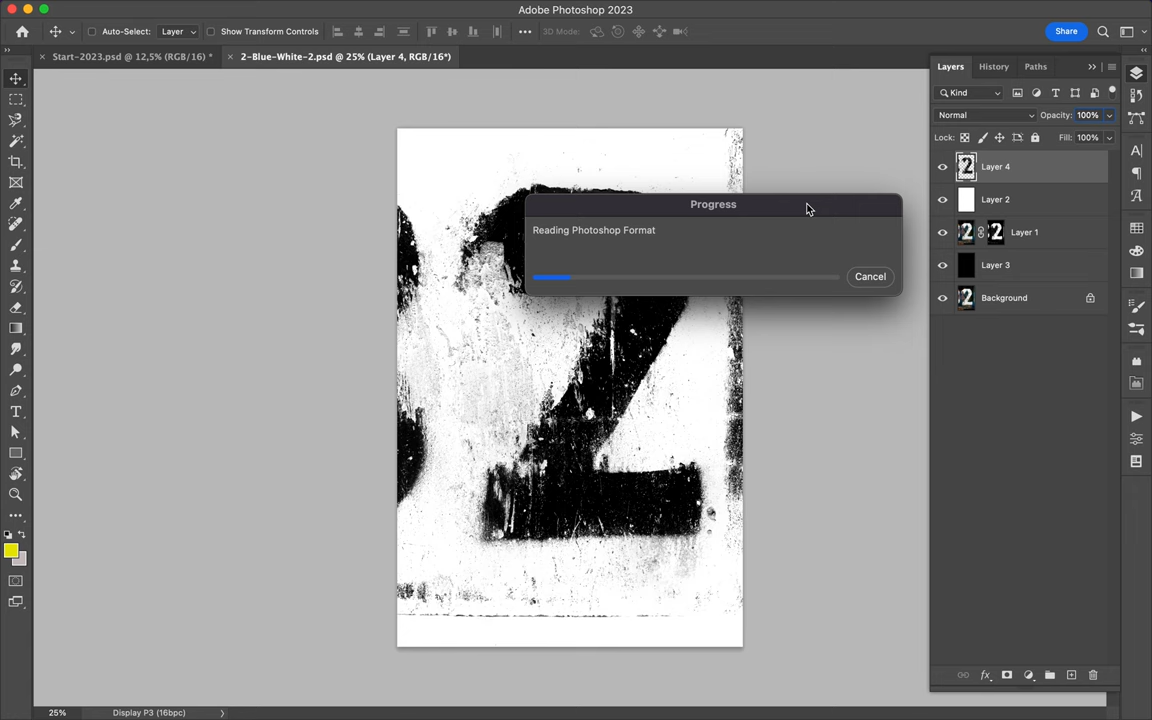 Adobe Photoshop 2023
Auto-Select:
Layer
Show Transform Controls
3D Mode:
Share
Start-2023.psd @ 12,5% (RGB/16) *
2-Blue-White-2.psd @ 25% (Layer 4, RGB/16*)
Layers
History
Paths
Kind
Normal
Opacity:
100%
Lock:
Fill:
100%
Layer 4
Layer 2
Layer 1
Layer 3
Background
Progress
Reading Photoshop Format
Cancel
2
fx
25%
Display P3 (16bpc)